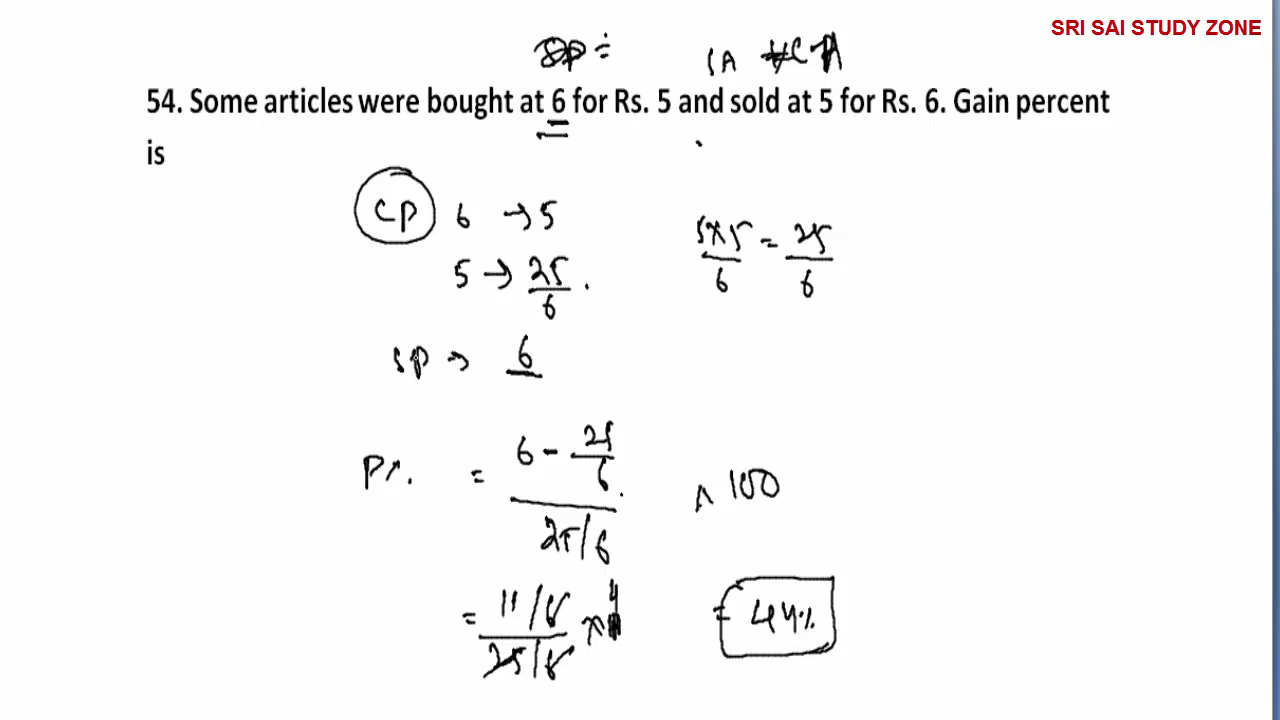 SRI SAI STUDY ZONE
54. Some articles were bought at 6 for Rs. 5 and sold at 5 for Rs. 6. Gain percent
is
CP 6 → 5
5×5/6 = 25/6
5 → 25/6 .
SP → 6
P%. = (6 - 25/6) / (25/6) × 100
= (11/6) / (25/6) × 4
= 44%